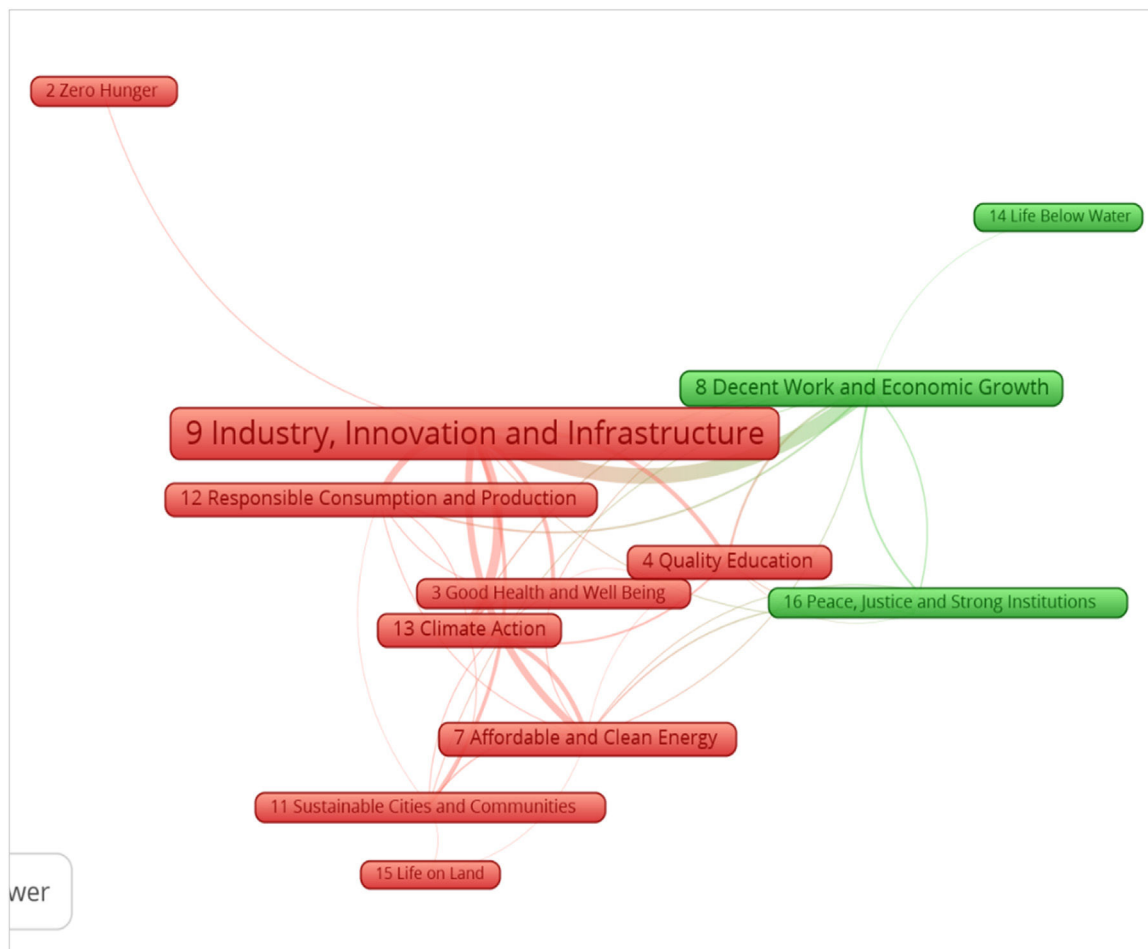 2 Zero Hunger
14 Life Below Water
8 Decent Work and Economic Growth
9 Industry, Innovation and Infrastructure
12 Responsible Consumption and Production
4 Quality Education
3 Good Health and Well Being
16 Peace, Justice and Strong Institutions
13 Climate Action
7 Affordable and Clean Energy
11 Sustainable Cities and Communities
15 Life on Land
wer